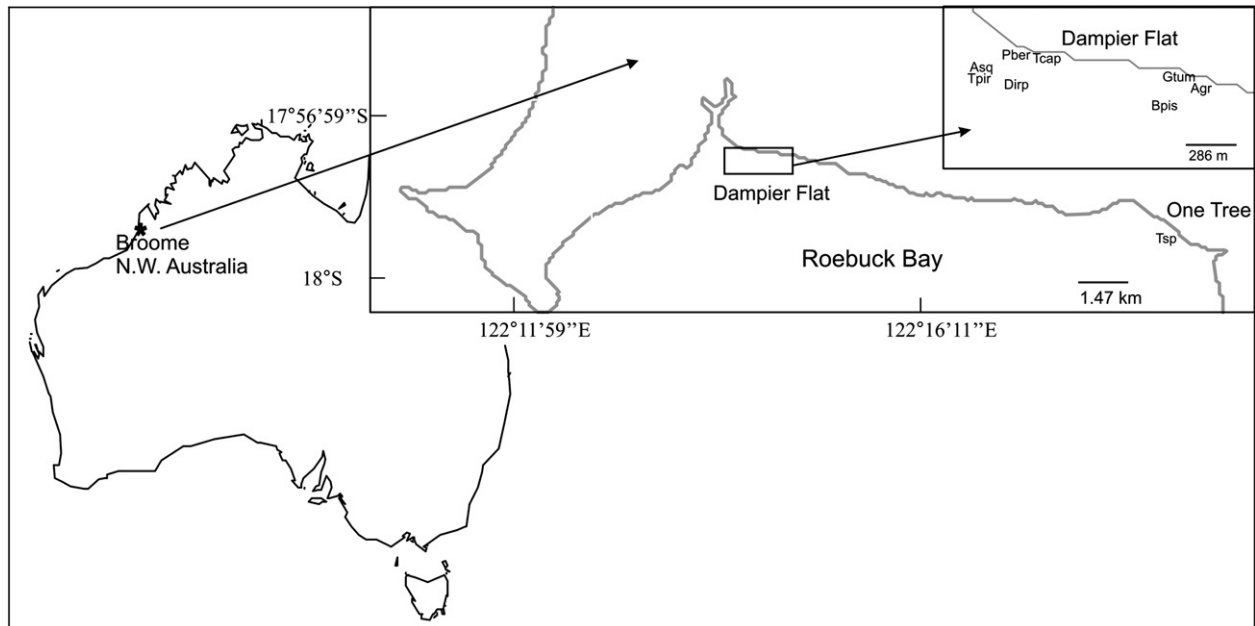 Dampier Flat
Pber Tcap
Asq
Tpir Dirp
Gtum
Agr
Bpis
286 m
17°56’59’’S
Dampier Flat
One Tree
Tsp
Broome
N.W. Australia
Roebuck Bay
18°S
1.47 km
122°11’59’’E
122°16’11’’E